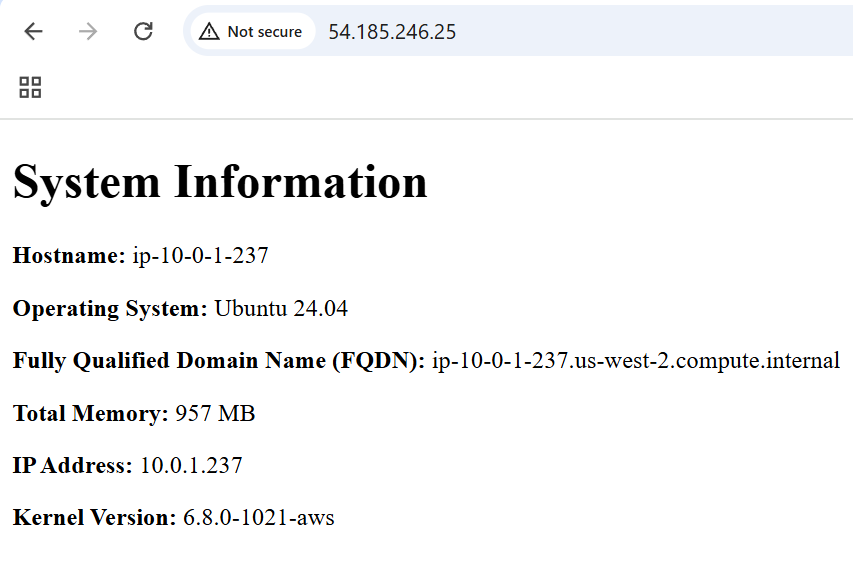 Not secure 54.185.246.25
System Information
Hostname: ip-10-0-1-237
Operating System: Ubuntu 24.04
Fully Qualified Domain Name (FQDN): ip-10-0-1-237.us-west-2.compute.internal
Total Memory: 957 MB
IP Address: 10.0.1.237
Kernel Version: 6.8.0-1021-aws